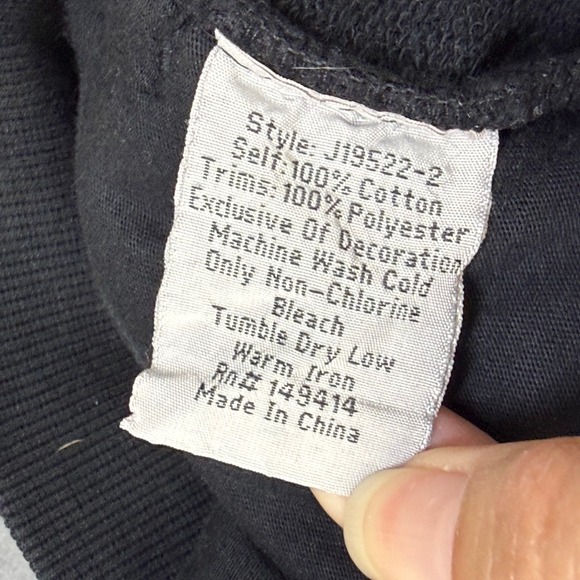 Style: J19522-2
Self:100% Cotton
Trims:100% Polyester
Exclusive Of Decoration
Machine Wash Cold
Only Non-Chlorine
Bleach
Tumble Dry Low
Warm Iron
Rn# 149414
Made In China